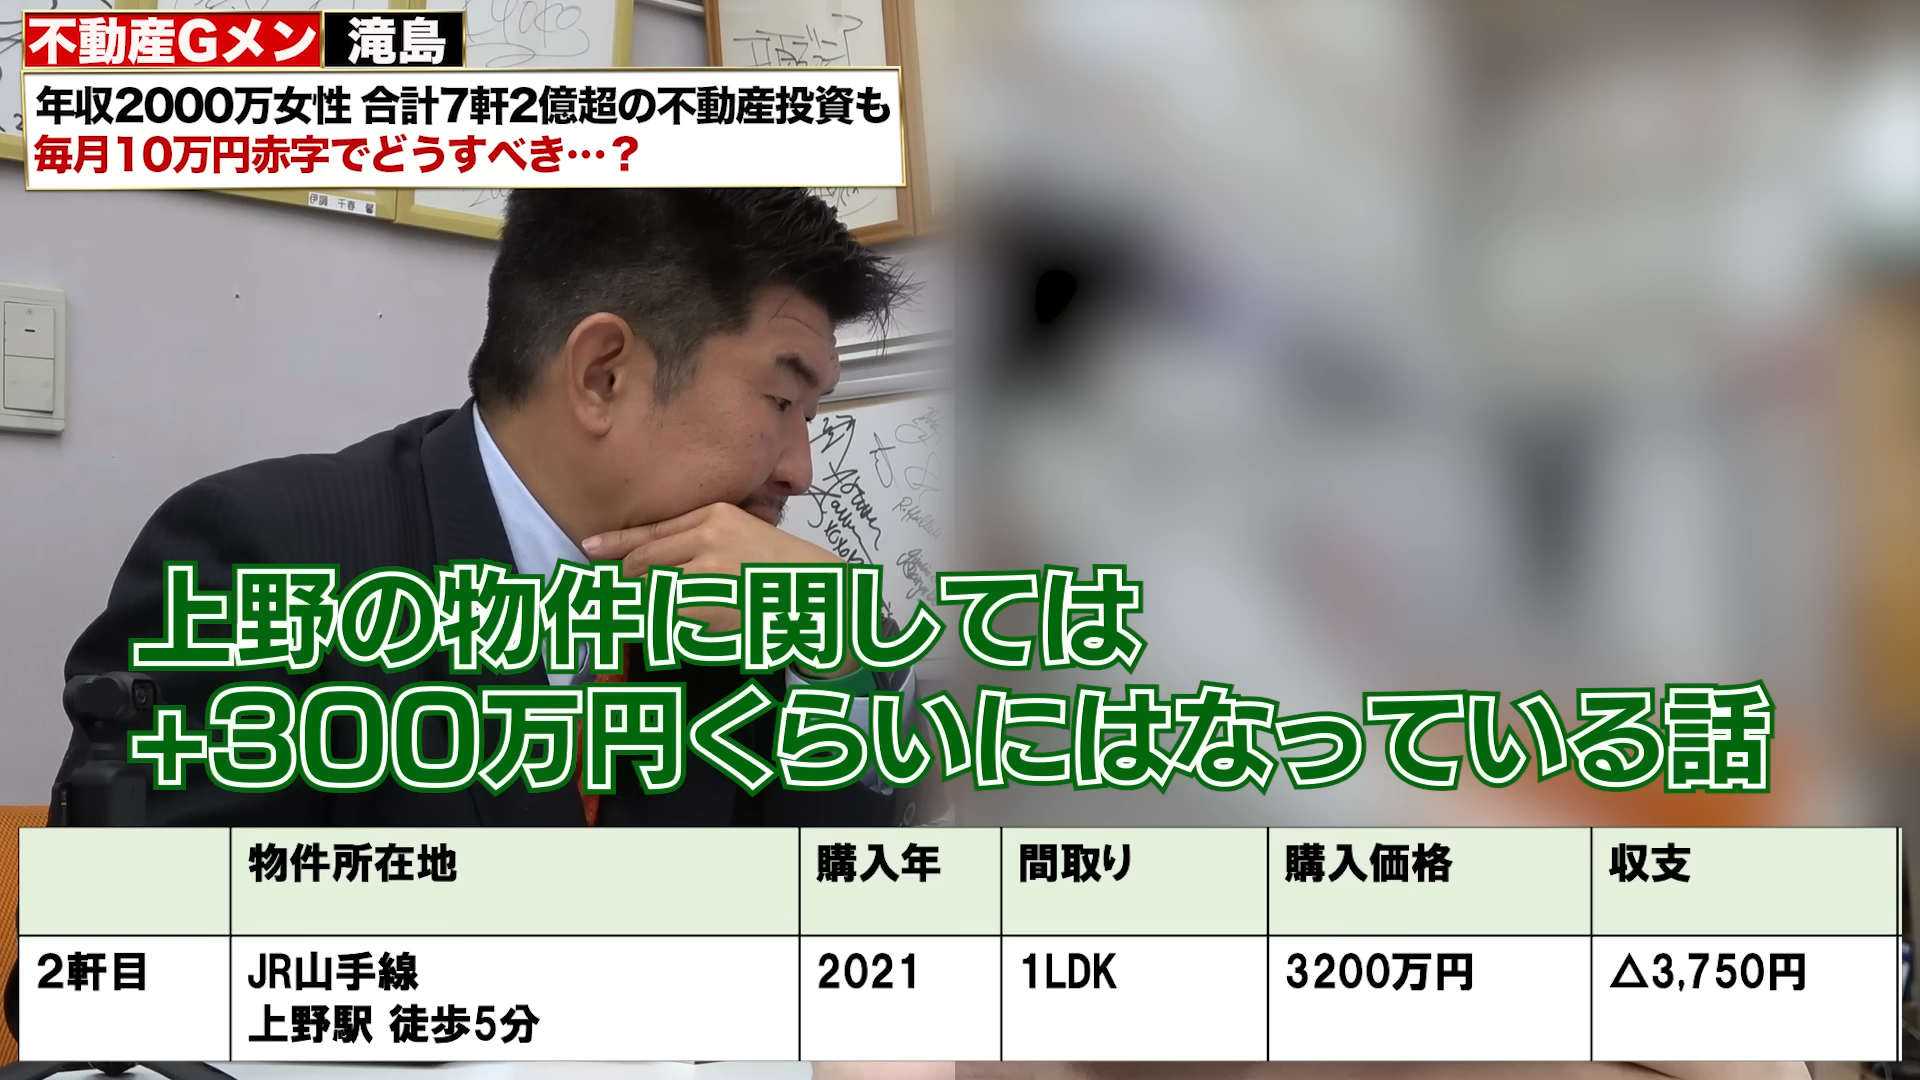 不動産Gメン 滝島
年収2000万女性 合計7軒2億超の不動産投資も
毎月10万円赤字でどうすべき…？
伊調 千春 馨
上野の物件に関しては
+300万円くらいにはなっている話
物件所在地 購入年 間取り 購入価格 収支
2軒目 JR山手線 2021 1LDK 3200万円 △3,750円
上野駅 徒歩5分